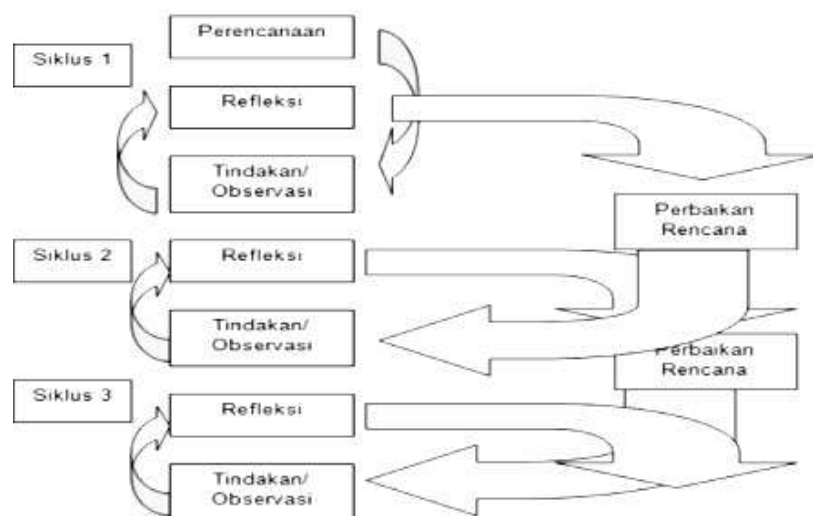 Perencanaan
Siklus 1
Refleksi
Tindakan/
Observasi
Perbaikan
Rencana
Siklus 2
Refleksi
Tindakan/
Observasi
Perbaikan
Rencana
Siklus 3
Refleksi
Tindakan/
Observasi